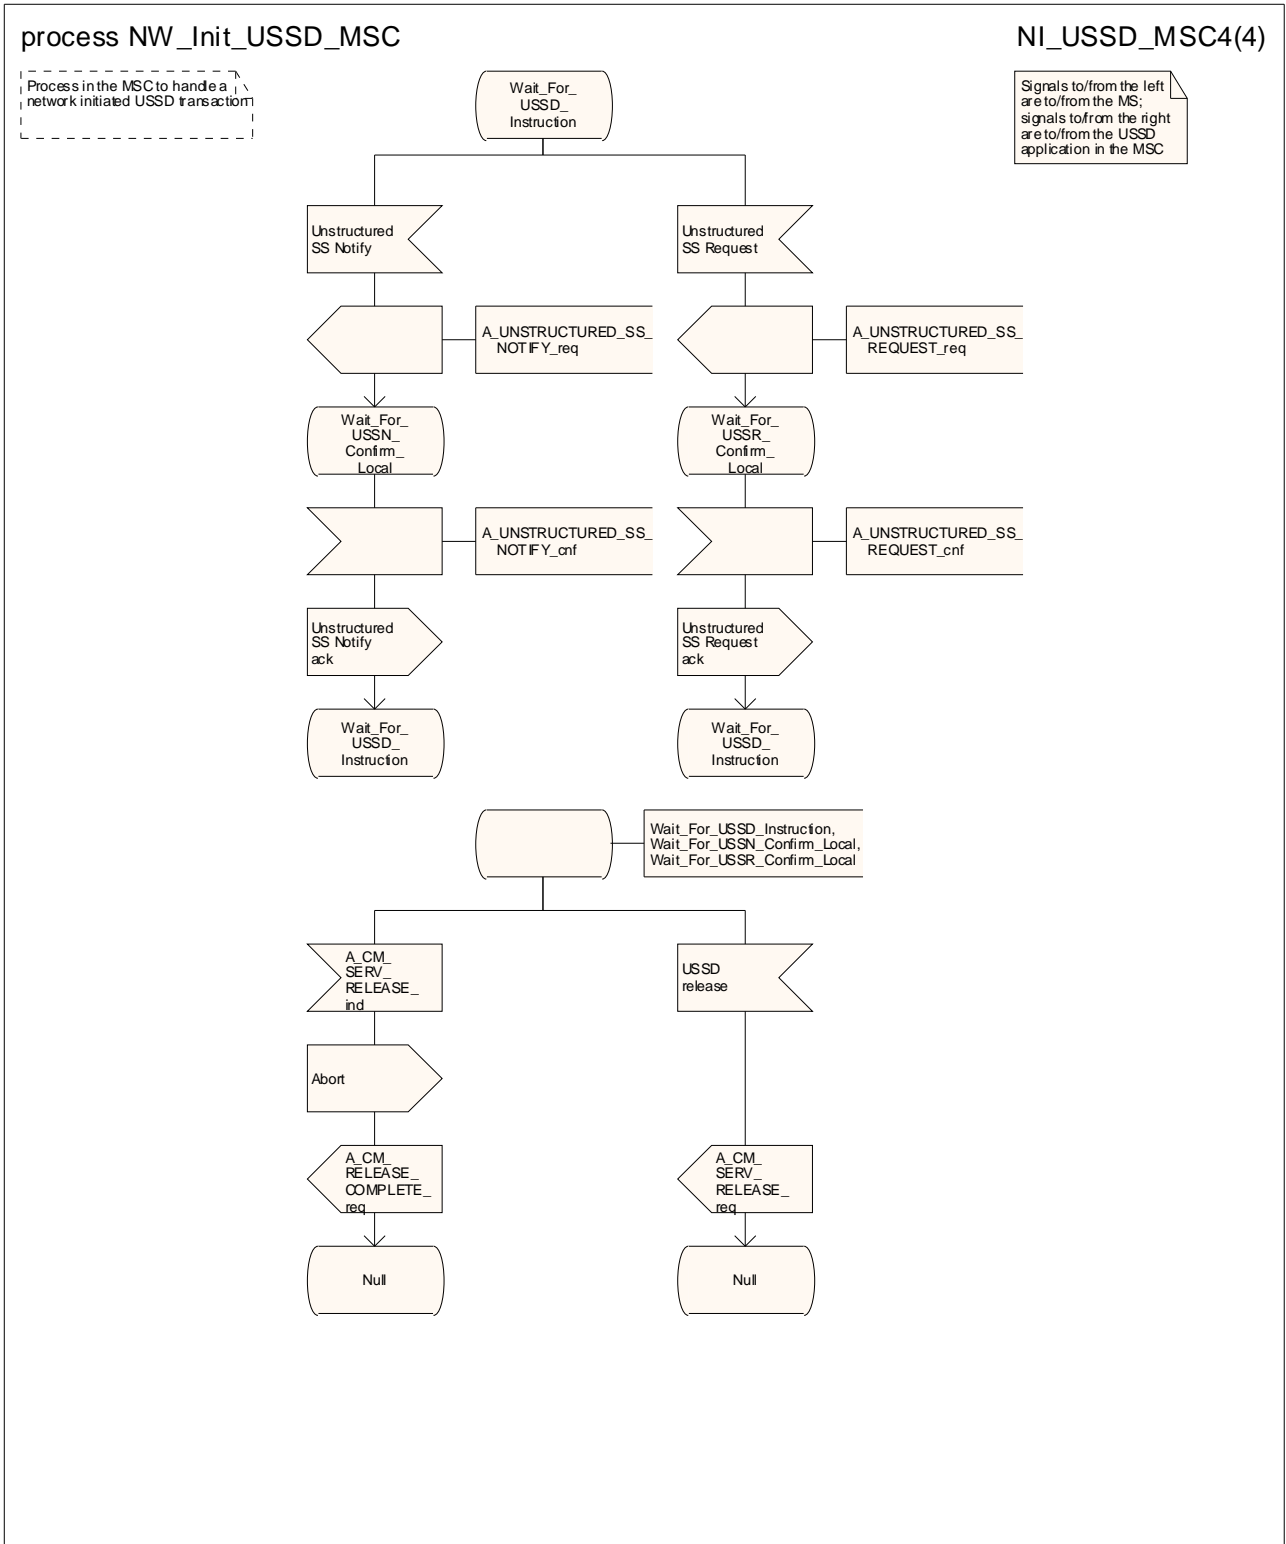 process NW_Init_USSD_MSC
NI_USSD_MSC4(4)
Process in the MSC to handle a
network initiated USSD transaction
Signals to/from the left
are to/from the MS;
signals to/from the right
are to/from the USSD
application in the MSC
Wait_For_
USSD_
Instruction
Unstructured
SS Notify
Unstructured
SS Request
A_UNSTRUCTURED_SS_
NOTIFY_req
A_UNSTRUCTURED_SS_
REQUEST_req
Wait_For_
USSN_
Confirm_
Local
Wait_For_
USSR_
Confirm_
Local
A_UNSTRUCTURED_SS_
NOTIFY_cnf
A_UNSTRUCTURED_SS_
REQUEST_cnf
Unstructured
SS Notify
ack
Unstructured
SS Request
ack
Wait_For_
USSD_
Instruction
Wait_For_
USSD_
Instruction
Wait_For_USSD_Instruction,
Wait_For_USSN_Confirm_Local,
Wait_For_USSR_Confirm_Local
A_CM_
SERV_
RELEASE_
ind
USSD
release
Abort
A_CM_
RELEASE_
COMPLETE_
req
A_CM_
SERV_
RELEASE_
req
Null
Null